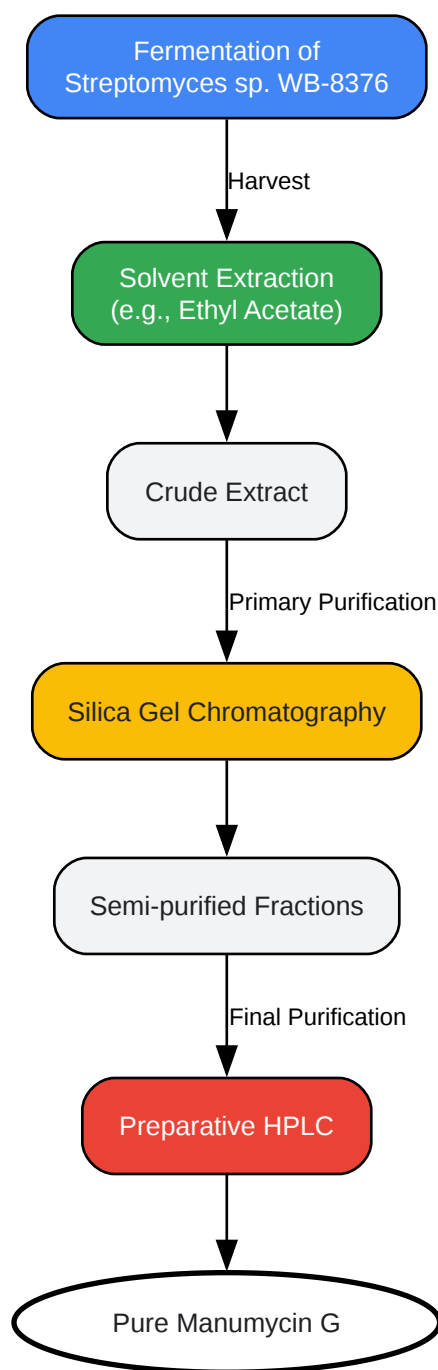 Fermentation of
Streptomyces sp. WB-8376
Harvest
Solvent Extraction
(e.g., Ethyl Acetate)
Crude Extract
Primary Purification
Silica Gel Chromatography
Semi-purified Fractions
Final Purification
Preparative HPLC
Pure Manumycin G